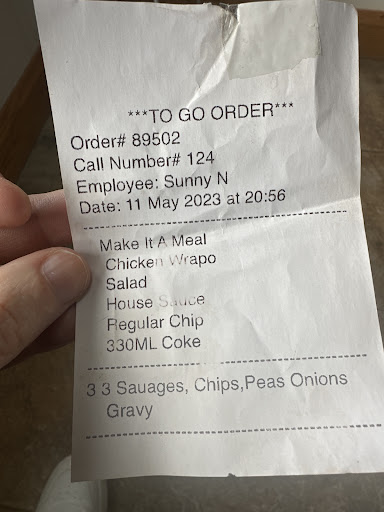 ***TO GO ORDER***
Order# 89502
Call Number# 124
Employee: Sunny N
Date: 11 May 2023 at 20:56
Make It A Meal
Chicken Wrapo
Salad
House Sauce
Regular Chip
330ML Coke
3 3 Sauages, Chips,Peas Onions
Gravy